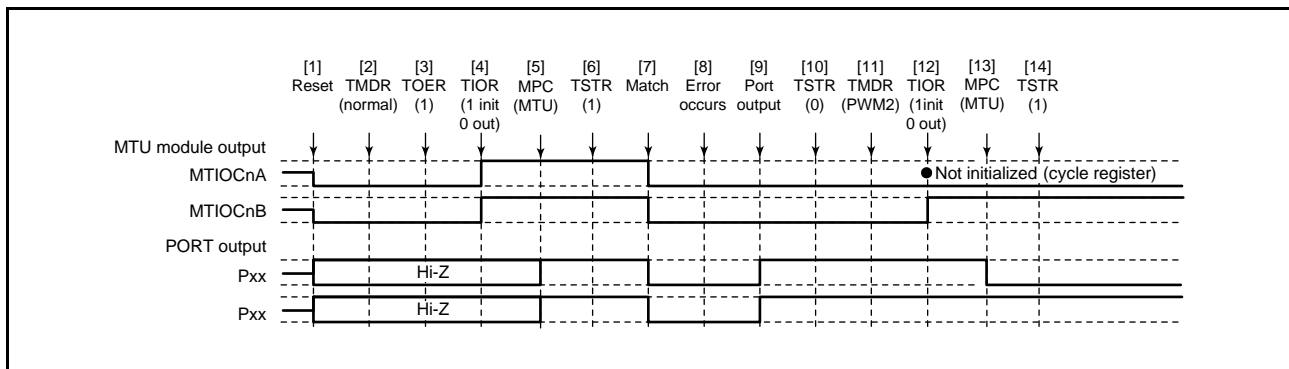 [1] [2] [3] [4] [5] [6] [7] [8] [9] [10] [11] [12] [13] [14]
Reset TMDR TOER TIOR MPC TSTR Match Error Port TSTR TMDR TIOR MPC TSTR
(normal) (1) (1 init (MTU) (1) occurs output (0) (PWM2) (1init (MTU) (1)
0 out) 0 out)
MTU module output
MTIOCnA
Not initialized (cycle register)
MTIOCnB
PORT output
Pxx
Hi-Z
Pxx
Hi-Z